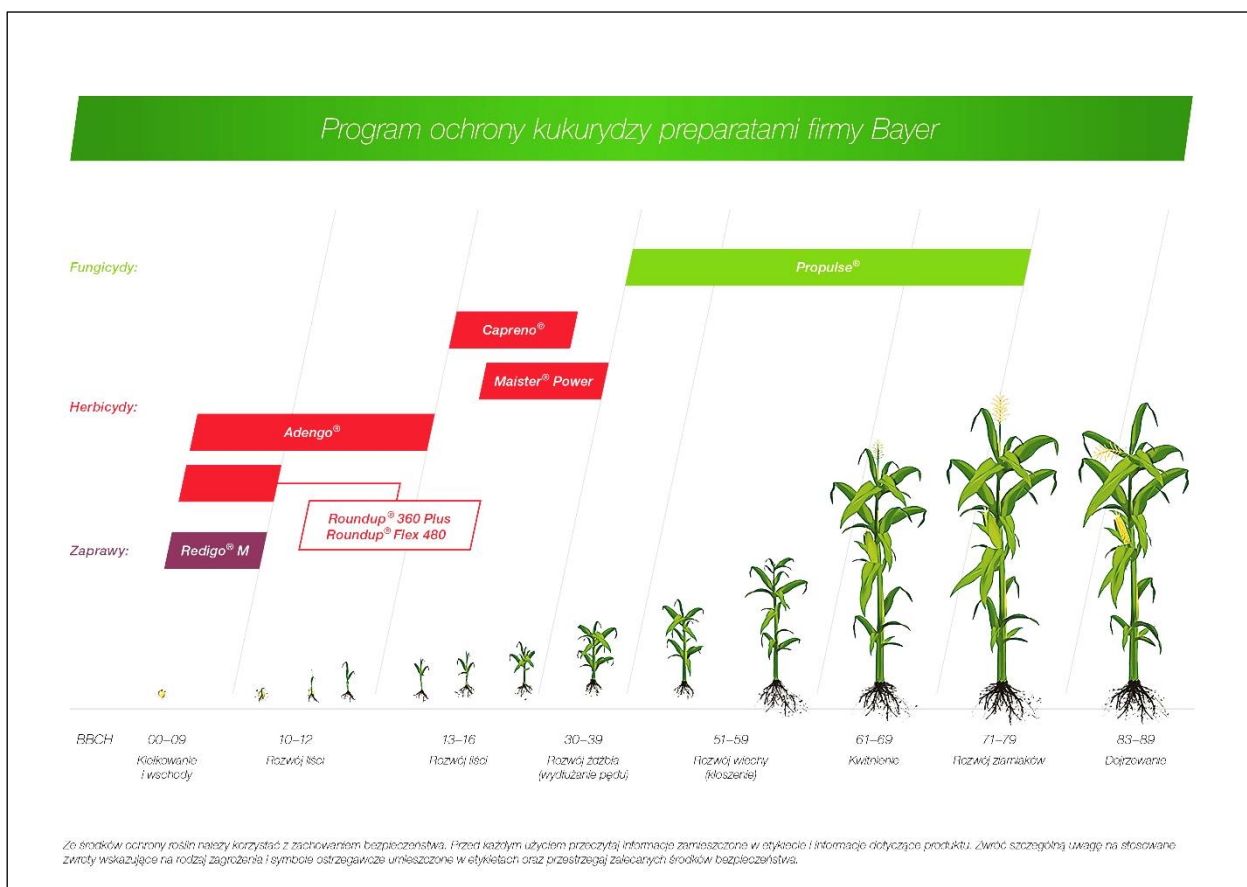 Program ochrony kukurydzy preparatami firmy Bayer
Fungicydy:
Propulse®
Capreno®
Maister® Power
Herbicydy:
Adengo®
Roundup® 360 Plus
Roundup® Flex 480
Zaprawy:
Redigo® M
BBCH
00–09
10–12
13–16
30–39
51–59
61–69
71–79
83–89
Kiełkowanie
i wschody
Rozwój liści
Rozwój liści
Rozwój źdźbła
(wydłużanie pędu)
Rozwój wiechy
(kłoszenie)
Kwitnienie
Rozwój ziarniaków
Dojrzewanie
Ze środków ochrony roślin należy korzystać z zachowaniem bezpieczeństwa. Przed każdym użyciem przeczytaj informacje zamieszczone w etykiecie i informacje dotyczące produktu. Zwróć szczególną uwagę na stosowane
zwroty wskazujące na rodzaj zagrożenia i symbole ostrzegawcze umieszczone w etykietach oraz przestrzegaj zalecanych środków bezpieczeństwa.